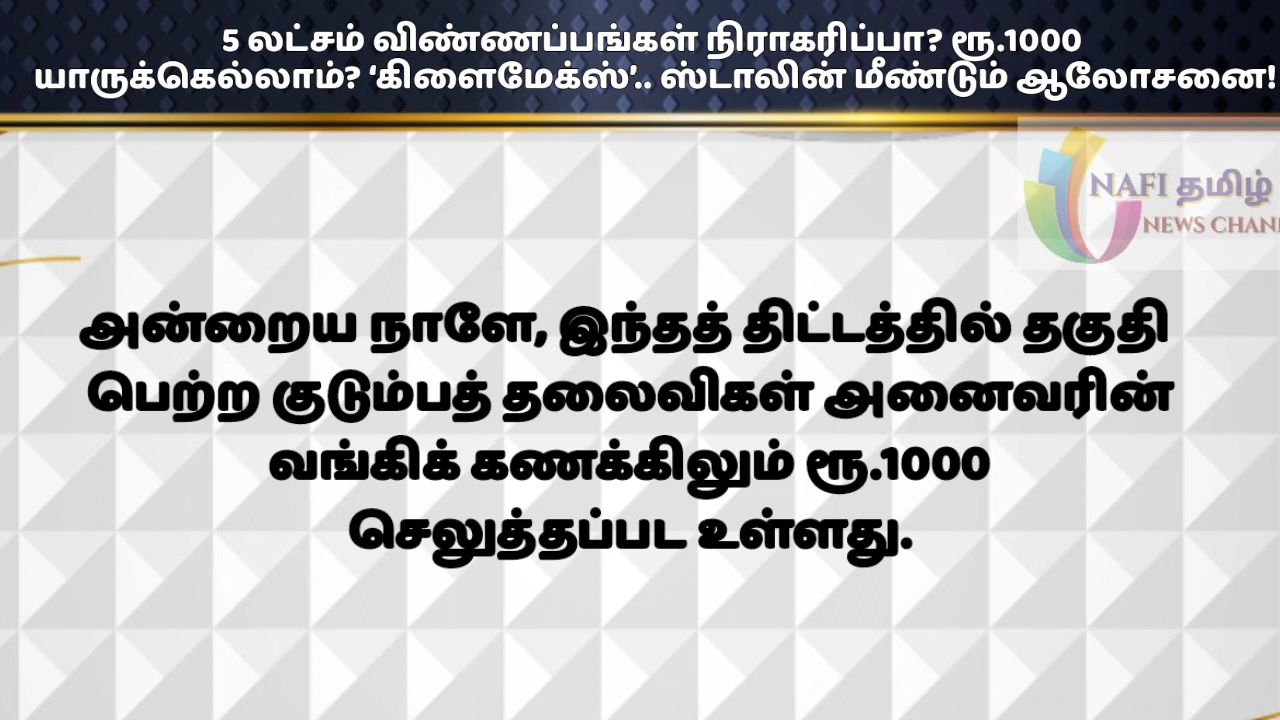 5 லட்சம் விண்ணப்பங்கள் நிராகரிப்பா? ரூ.1000
யாருக்கெல்லாம்? ‘கிளைமேக்ஸ்’.. ஸ்டாலின் மீண்டும் ஆலோசனை!
NAFI தமிழ்
NEWS
அன்றைய நாளே, இந்தத் திட்டத்தில் தகுதி
பெற்ற குடும்பத் தலைவிகள் அனைவரின்
வங்கிக் கணக்கிலும் ரூ.1000
செலுத்தப்பட உள்ளது.